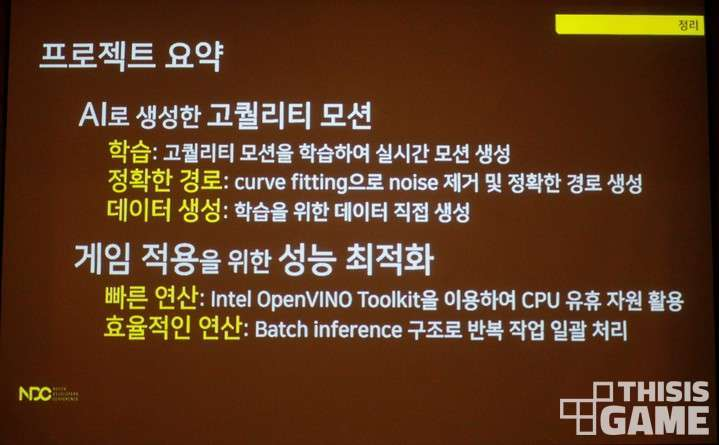 정리
프로젝트 요약
AI로 생성한 고퀄리티 모션
학습: 고퀄리티 모션을 학습하여 실시간 모션 생성
정확한 경로: curve fitting으로 noise 제거 및 정확한 경로 생성
데이터 생성: 학습을 위한 데이터 직접 생성
게임 적용을 위한 성능 최적화
빠른 연산: Intel OpenVINO Toolkit을 이용하여 CPU 유휴 자원 활용
효율적인 연산: Batch inference 구조로 반복 작업 일괄 처리
NDC
NEXON
DEVELOPERS
CONFERENCE
THISIS
GAME